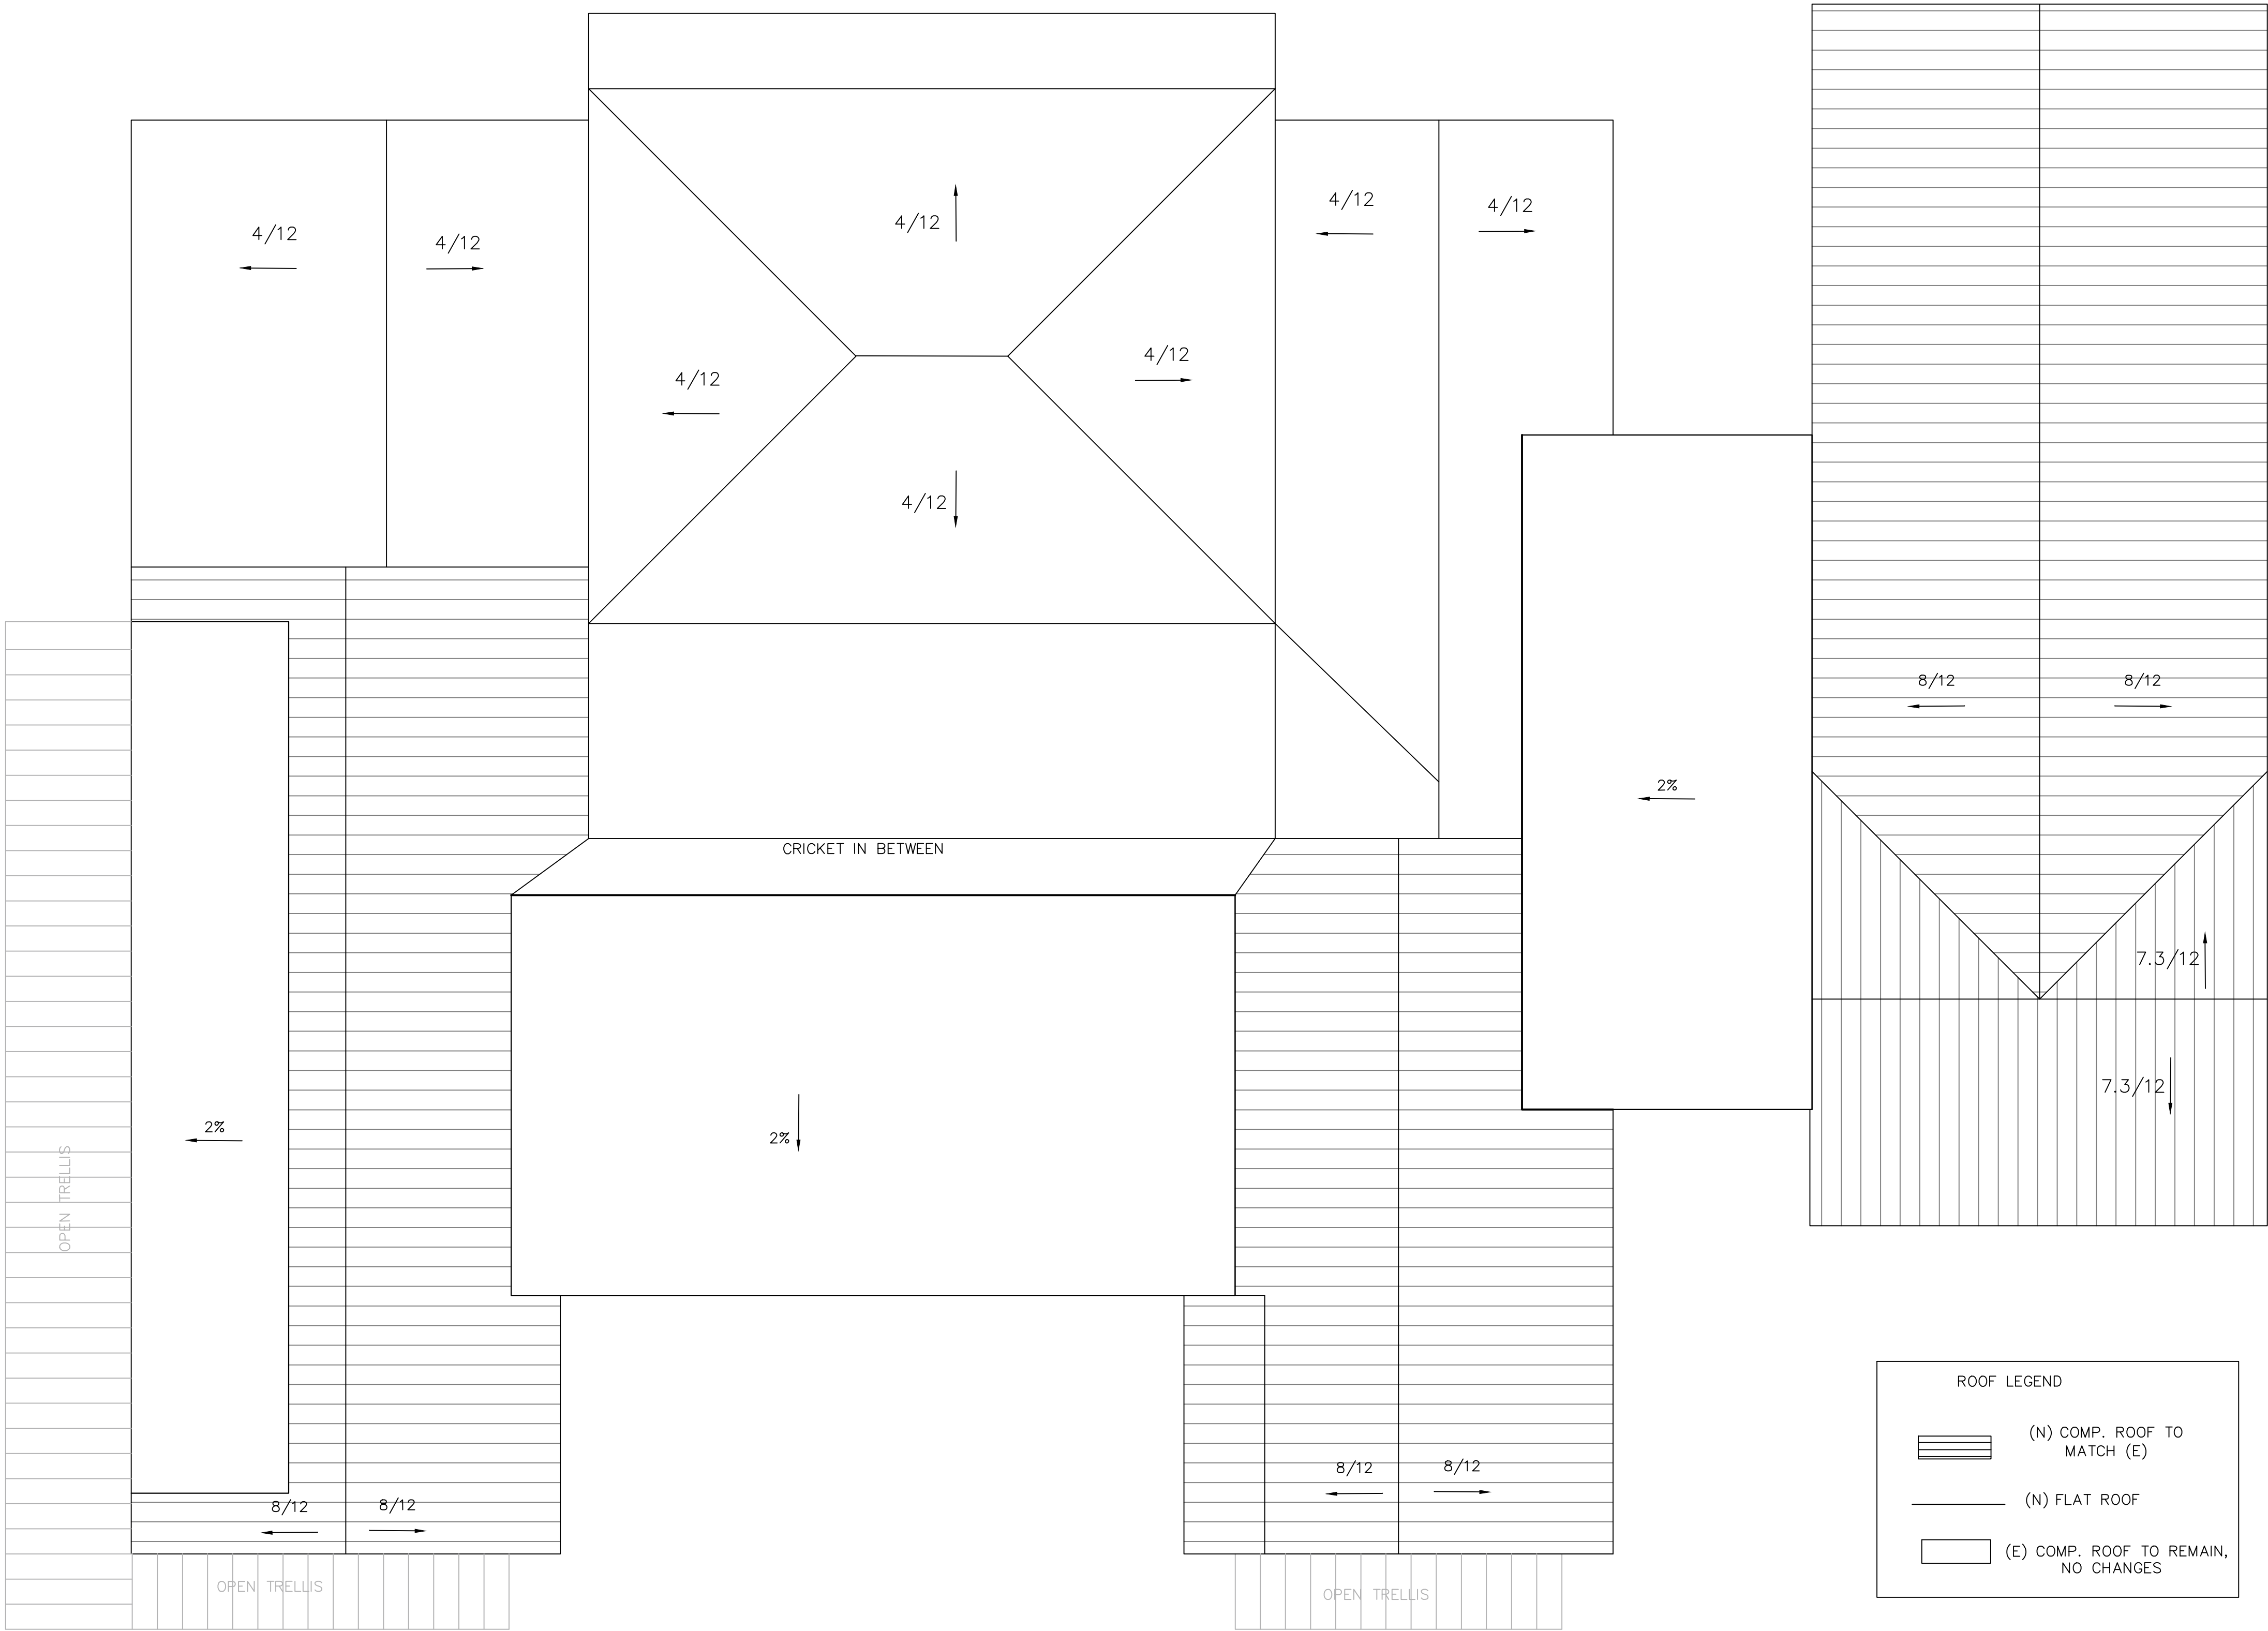 4/12
4/12
4/12
4/12
4/12
4/12
4/12
4/12
8/12
8/12
2%
CRICKET IN BETWEEN
7.3/12
7.3/12
2%
2%
OPEN TRELLIS
8/12
8/12
8/12
8/12
OPEN TRELLIS
OPEN TRELLIS
ROOF LEGEND
(N) COMP. ROOF TO
MATCH (E)
(N) FLAT ROOF
(E) COMP. ROOF TO REMAIN,
NO CHANGES